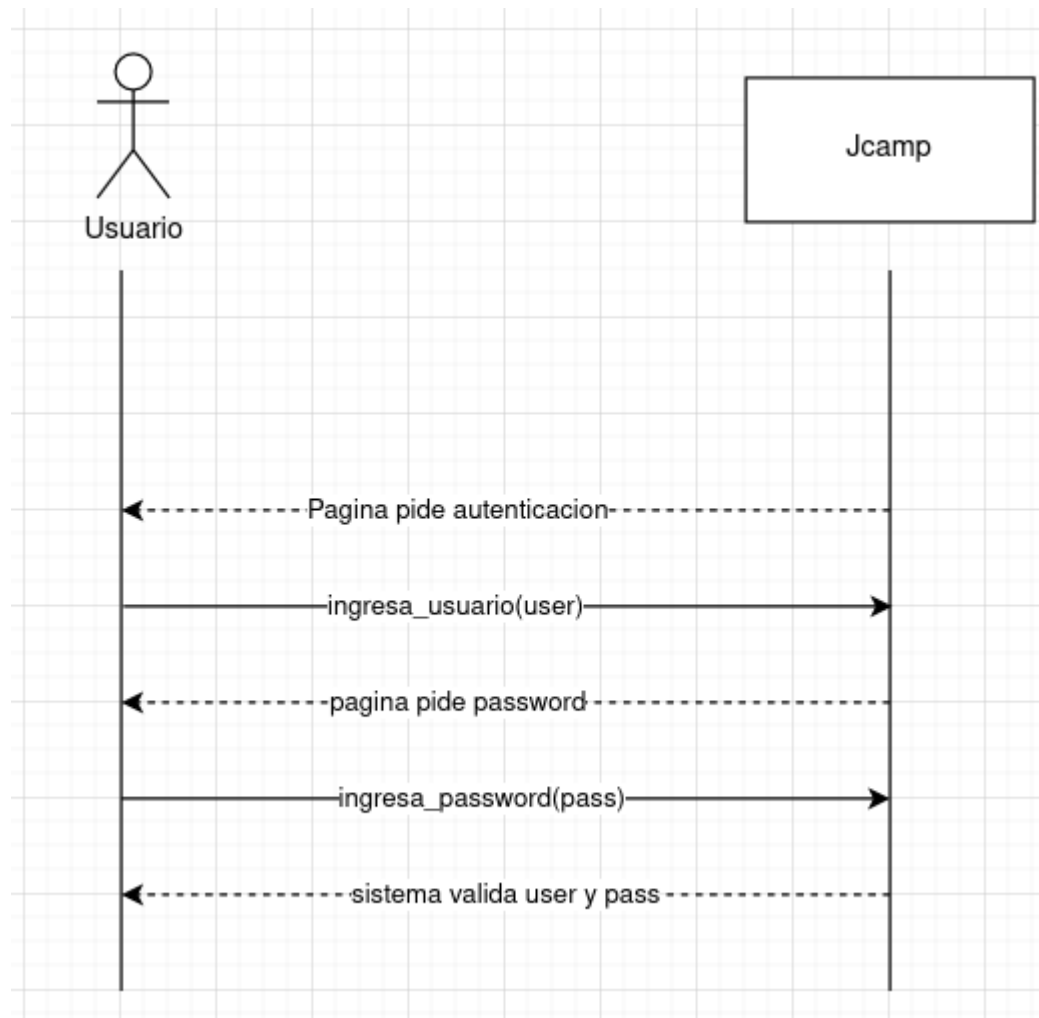 Usuario
Jcamp
Pagina pide autenticacion
ingresa_usuario(user)
pagina pide password
ingresa_password(pass)
sistema valida user y pass